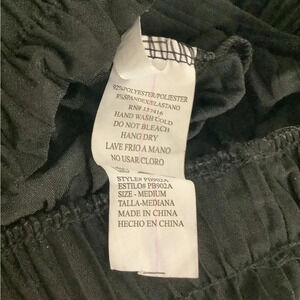 92%POLYESTER/POLIESTER
8%SPANDEX/ELASTANO
RN# 137416
HAND WASH COLD
DO NOT BLEACH
HANG DRY
LAVE FRIO A MANO
NO USAR CLORO
STYLE# PB902A
ESTILO# PB902A
SIZE - MEDIUM
TALLA-MEDIANA
MADE IN CHINA
HECHO EN CHINA